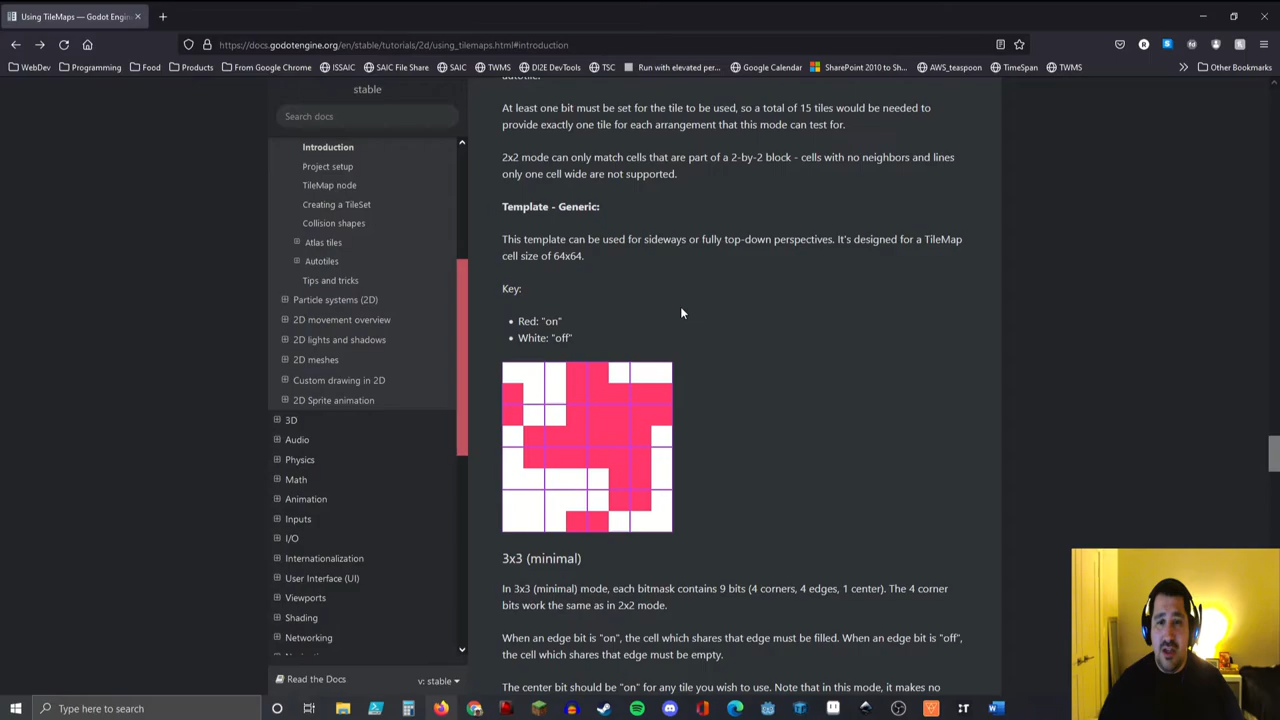 Using TileMaps — Godot Engin
https://docs.godotengine.org/en/stable/tutorials/2d/using_tilemaps.html#introduction
WebDev Programming Food Products From Google Chrome ISSAIC SAIC File Share SAIC TWMS DI2E DevTools TSC Run with elevated per... Google Calendar SharePoint 2010 to Sh... AWS_teaspoon TimeSpan TWMS Other Bookmarks
stable
Search docs
Introduction
Project setup
TileMap node
Creating a TileSet
Collision shapes
Atlas tiles
Autotiles
Tips and tricks
Particle systems (2D)
2D movement overview
2D lights and shadows
2D meshes
Custom drawing in 2D
2D Sprite animation
3D
Audio
Physics
Math
Animation
Inputs
I/O
Internationalization
User Interface (UI)
Viewports
Shading
Networking
Read the Docs
v: stable
autotile.
At least one bit must be set for the tile to be used, so a total of 15 tiles would be needed to
provide exactly one tile for each arrangement that this mode can test for.
2x2 mode can only match cells that are part of a 2-by-2 block - cells with no neighbors and lines
only one cell wide are not supported.
Template - Generic:
This template can be used for sideways or fully top-down perspectives. It's designed for a TileMap
cell size of 64x64.
Key:
Red: "on"
White: "off"
3x3 (minimal)
In 3x3 (minimal) mode, each bitmask contains 9 bits (4 corners, 4 edges, 1 center). The 4 corner
bits work the same as in 2x2 mode.
When an edge bit is "on", the cell which shares that edge must be filled. When an edge bit is "off",
the cell which shares that edge must be empty.
The center bit should be "on" for any tile you wish to use. Note that in this mode, it makes no
Type here to search